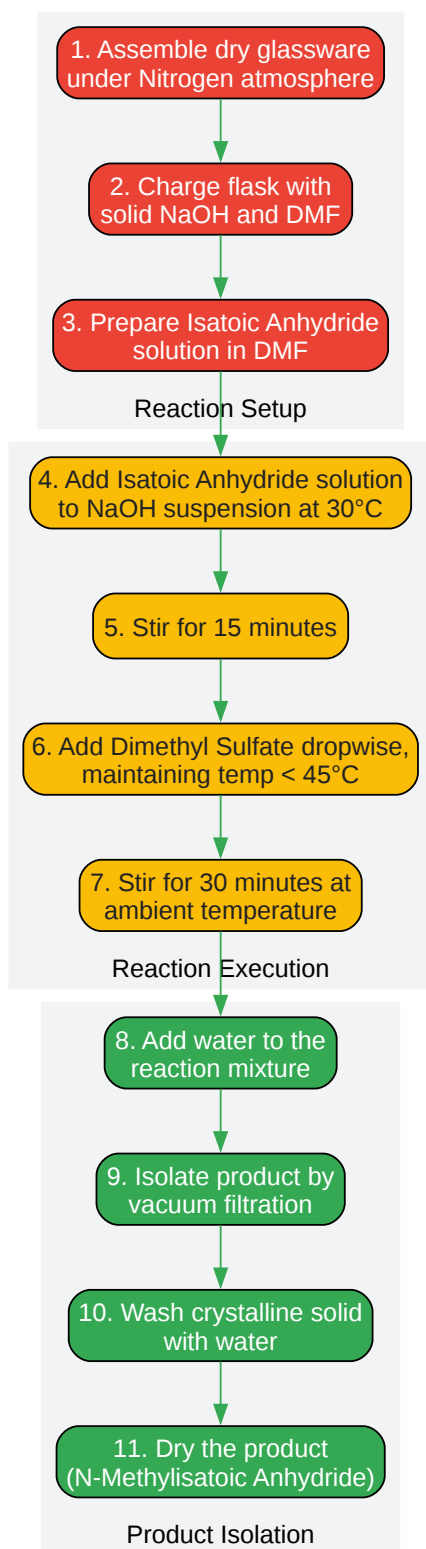 1. Assemble dry glassware
under Nitrogen atmosphere
2. Charge flask with
solid NaOH and DMF
3. Prepare Isatoic Anhydride
solution in DMF
Reaction Setup
4. Add Isatoic Anhydride solution
to NaOH suspension at 30°C
5. Stir for 15 minutes
6. Add Dimethyl Sulfate dropwise,
maintaining temp < 45°C
7. Stir for 30 minutes at
ambient temperature
Reaction Execution
8. Add water to the
reaction mixture
9. Isolate product by
vacuum filtration
10. Wash crystalline solid
with water
11. Dry the product
(N-Methylisatoic Anhydride)
Product Isolation